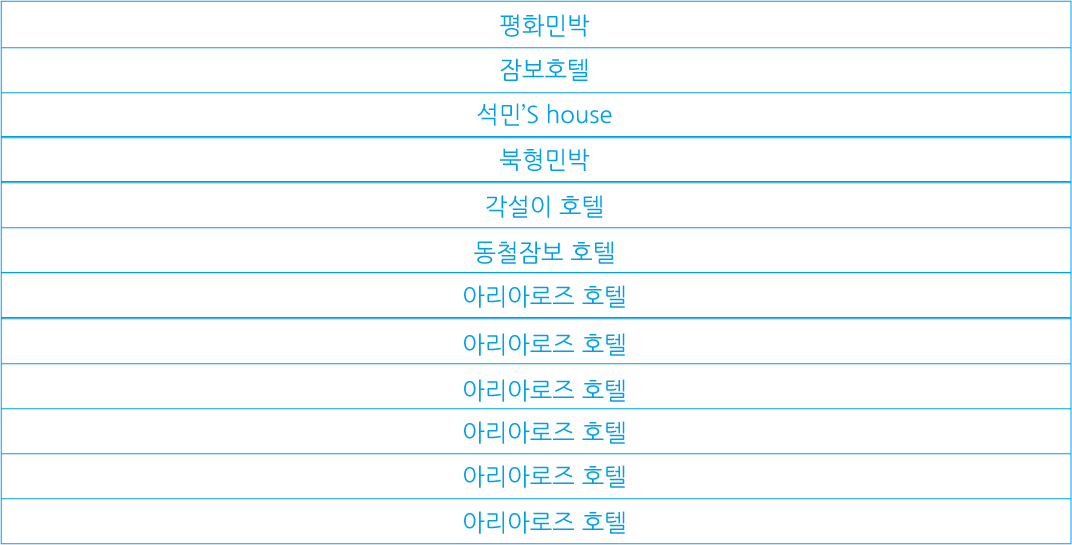 평화민박
잠보호텔
석민’S house
북형민박
각설이 호텔
동철잠보 호텔
아리아로즈 호텔
아리아로즈 호텔
아리아로즈 호텔
아리아로즈 호텔
아리아로즈 호텔
아리아로즈 호텔